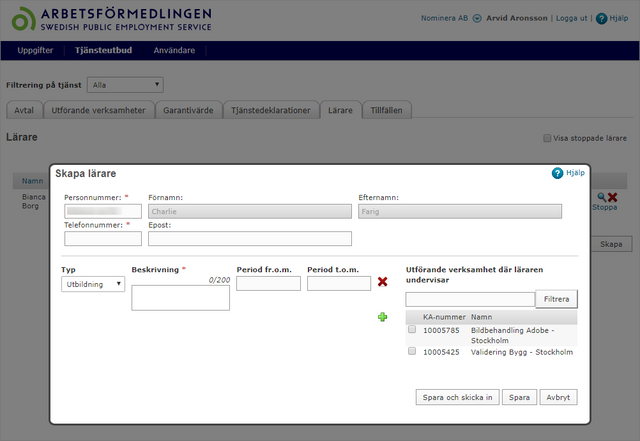 ARBETSFÖRMEDLINGEN
SWEDISH PUBLIC EMPLOYMENT SERVICE
Nominera AB Arvid Aronsson | Logga ut | ? Hjälp
Uppgifter Tjänsteutbud Användare
Filtrering på tjänst Alla
Avtal Utförande verksamheter Garantivärde Tjänstedeklarationer Lärare Tillfällen
Lärare Visa stoppade lärare
Namn
Bianca Borg
Stoppa
Skapa
Skapa lärare ? Hjälp
Personnummer: * Förnamn: Efternamn:
Charlie Farig
Telefonnummer: * Epost:
Typ Beskrivning * Period fr.o.m. Period t.o.m. Utförande verksamhet där läraren undervisar
0/200
Utbildning
Filtrera
KA-nummer Namn
10005785 Bildbehandling Adobe - Stockholm
10005425 Validering Bygg - Stockholm
Spara och skicka in Spara Avbryt